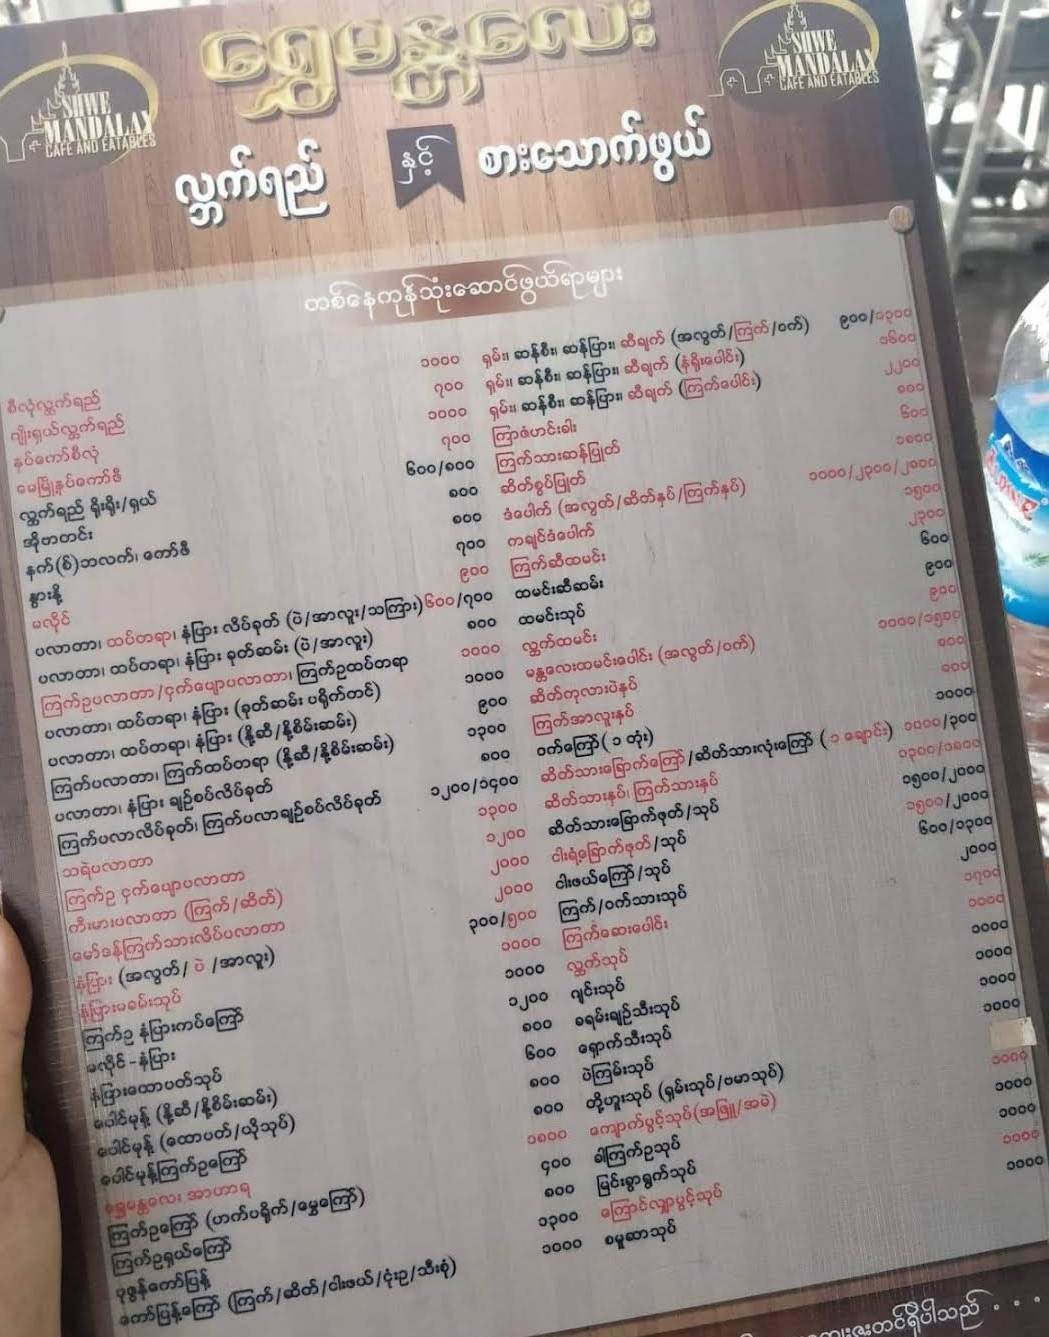 SHWE MANDALAY
CAFE AND EATABLES
ရွှေမန္တလေး
SHWE MANDALAY
CAFE AND EATABLES
လ္ဘက်ရည် နှင့် စားသောက်ဖွယ်
တစ်နေကုန်သုံးဆောင်ဖွယ်ရာများ
စီလုံလ္ဘက်ရည် ၁၀၀၀
ဂျိုးရှယ်လ္ဘက်ရည် ၇၀၀
နပ်ကော်စီလုံ ၁၀၀၀
မေမြို့နပ်ကော်ဖီ ၇၀၀
လ္ဘက်ရည် ရိုးရိုး/ရှယ် ၆၀၀/၈၀၀
အိုဗာတင်း ၈၀၀
နက်(စ်)ဘလက်၊ ကော်ဖီ ၈၀၀
နွားနို့ ၇၀၀
မလိုင် ၉၀၀
ပလာတာ၊ ထပ်တရာ၊ နံပြား လိပ်ခုတ် (ပဲ/အာလူး/သကြား) ၆၀၀/၇၀၀
ပလာတာ၊ ထပ်တရာ၊ နံပြား ခုတ်ဆမ်း (ပဲ/အာလူး) ၈၀၀
ကြက်ဥပလာတာ/ငှက်ပျောပလာတာ၊ ကြက်ဥထပ်တရာ ၁၀၀၀
ပလာတာ၊ ထပ်တရာ၊ နံပြား (ခုတ်ဆမ်း ပရိုက်တင်) ၁၀၀၀
ပလာတာ၊ ထပ်တရာ၊ နံပြား (နို့ဆီ/နို့စိမ်းဆမ်း) ၉၀၀
ကြက်ပလာတာ၊ ကြက်ထပ်တရာ (နို့ဆီ/နို့စိမ်းဆမ်း) ၁၃၀၀
ပလာတာ၊ နံပြား ချဉ်စပ်လိပ်ခုတ် ၈၀၀
ကြက်ပလာလိပ်ခုတ်၊ ကြက်ပလာချဉ်စပ်လိပ်ခုတ် ၁၂၀၀/၁၄၀၀
သရဲပလာတာ ၁၃၀၀
ကြက်ဥ ငှက်ပျောပလာတာ ၁၂၀၀
ကီးမားပလာတာ (ကြက်/ဆိတ်) ၂၀၀၀
မော်ဒန်ကြက်သားလိပ်ပလာတာ ၂၀၀၀
နံပြား (အလွတ်/ ပဲ /အာလူး) ၃၀၀/၅၀၀
နံပြားမခမ်းသုပ် ၁၀၀၀
ကြက်ဥ နံပြားကပ်ကြော် ၁၀၀၀
မလိုင် - နံပြား ၁၂၀၀
နံပြားထောပတ်သုပ် ၈၀၀
ပေါင်မုန့် (နို့ဆီ/နို့စိမ်းဆမ်း) ၆၀၀
ပေါင်မုန့် (ထောပတ်/ယိုသုပ်) ၈၀၀
ပေါင်မုန့်ကြက်ဥကြော် ၈၀၀
ရွှေမန္တလေး အာဟာရ ၁၈၀၀
ကြက်ဥကြော် (ဟက်ပရိုက်/မွှေကြော်) ၄၀၀
ကြက်ဥရှယ်ကြော် ၈၀၀
ပုဇွန်ကော်ပြန့် ၁၃၀၀
ကော်ပြန့်ကြော် (ကြက်/ဆိတ်/ငါးဖယ်/ငုံးဥ/သီးစုံ) ၁၀၀၀
ရှမ်း၊ ဆန်စီး၊ ဆန်ပြား၊ ဆီချက် (အလွတ်/ကြက်/ဝက်) ၉၀၀/၁၃၀၀
ရှမ်း၊ ဆန်စီး၊ ဆန်ပြား၊ ဆီချက် (နံရိုးပေါင်း) ၁၆၀၀
ရှမ်း၊ ဆန်စီး၊ ဆန်ပြား၊ ဆီချက် (ကြက်ပေါင်း) ၂၂၀၀
ကြာဇံဟင်းခါး ၈၀၀
ကြက်သားဆန်ပြုတ် ၆၀၀
ဆိတ်စွပ်ပြုတ် ၁၈၀၀
ဒံပေါက် (အလွတ်/ဆိတ်နပ်/ကြက်နပ်) ၁၀၀၀/၂၃၀၀/၂၈၀၀
ကချင်ဒံပေါက် ၁၅၀၀
ကြက်ဆီထမင်း ၂၃၀၀
ထမင်းဆီဆမ်း ၆၀၀
ထမင်းသုပ် ၉၀၀
လ္ဘက်ထမင်း ၉၀၀
မန္တလေးထမင်းပေါင်း (အလွတ်/ဝက်) ၁၀၀၀/၁၅၀၀
ဆိတ်ကုလားပဲနပ် ၈၀၀
ကြက်အာလူးနပ် ၈၀၀
ဝက်ကြော် (၁ တုံး) ၁၀၀၀
ဆိတ်သားခြောက်ကြော်/ဆိတ်သားလုံးကြော် (၁ ချောင်း) ၁၀၀၀/၃၀၀
ဆိတ်သားနပ်၊ ကြက်သားနပ် ၁၃၀၀/၁၈၀၀
ဆိတ်သားခြောက်ဖုတ်/သုပ် ၁၅၀၀/၂၀၀၀
ငါးရံ့ခြောက်ဖုတ်/သုပ် ၁၅၀၀/၂၀၀၀
ငါးဖယ်ကြော်/သုပ် ၆၀၀/၁၃၀၀
ကြက်/ဝက်သားသုပ် ၂၀၀၀
ကြက်ဆေးပေါင်း ၁၇၀၀
လ္ဘက်သုပ် ၁၀၀၀
ဂျင်းသုပ် ၁၀၀၀
ခရမ်းချဉ်သီးသုပ် ၁၀၀၀
ရှောက်သီးသုပ် ၁၀၀၀
ပဲကြမ်းသုပ် ၁၀၀၀
တို့ဟူးသုပ် (ရှမ်းသုပ်/ဗမာသုပ်)
ကျောက်ပွင့်သုပ်(အဖြူ/အမဲ) ၁၀၀၀
ခါကြက်ဥသုပ် ၁၀၀၀
မြင်းခွာရွက်သုပ် ၁၀၀၀
ကြောင်လျှာပွင့်သုပ် ၁၀၀၀
စမူဆာသုပ် ၁၀၀၀
ကျေးဇူးတင်ရှိပါသည် . . .